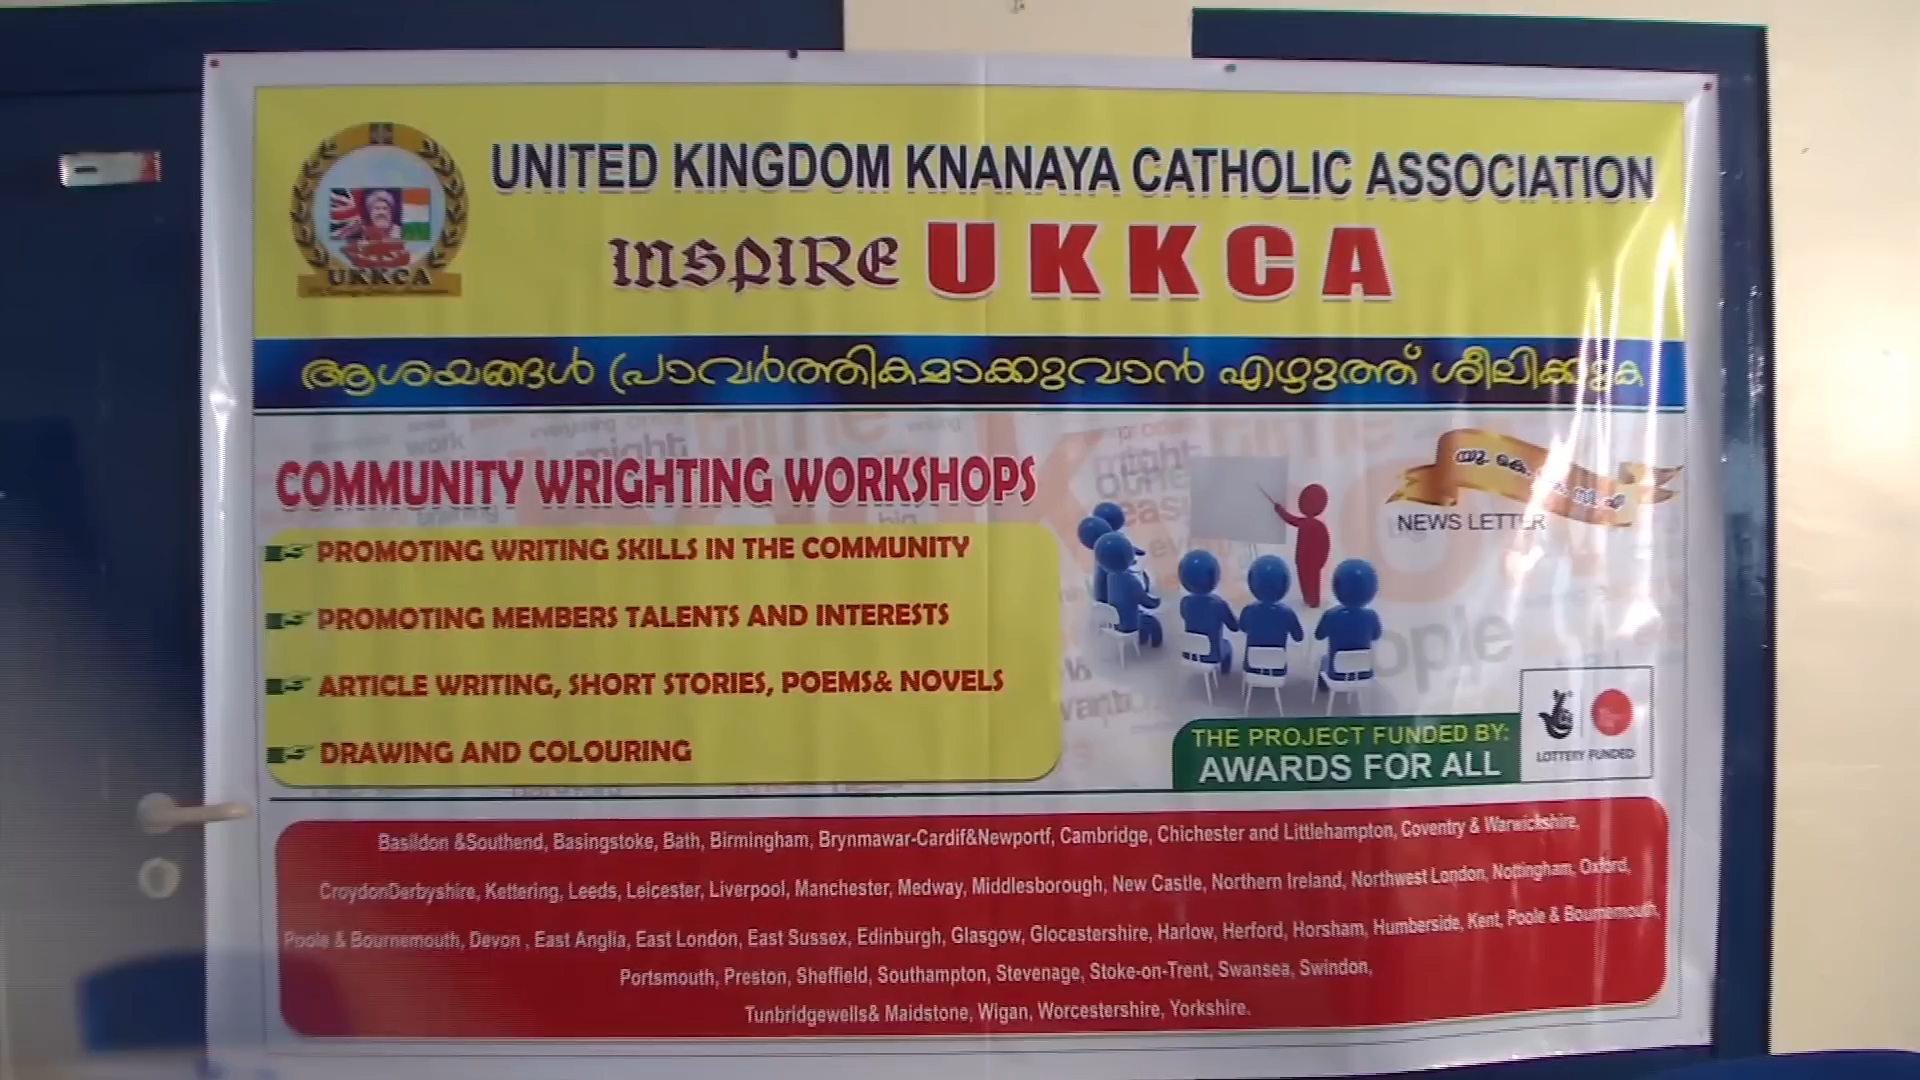 UNITED KINGDOM KNANAYA CATHOLIC ASSOCIATION
INSPIRE UKKCA
UKKCA
ആശയങ്ങൾ പ്രാവർത്തികമാക്കുവാൻ എഴുത്ത് ശീലിക്കുക
COMMUNITY WRIGHTING WORKSHOPS
PROMOTING WRITING SKILLS IN THE COMMUNITY
PROMOTING MEMBERS TALENTS AND INTERESTS
ARTICLE WRITING, SHORT STORIES, POEMS& NOVELS
DRAWING AND COLOURING
യു. കെ.
NEWS LETTER
THE PROJECT FUNDED BY:
AWARDS FOR ALL
LOTTERY FUNDED
Basildon &Southend, Basingstoke, Bath, Birmingham, Brynmawar-Cardif&Newportf, Cambridge, Chichester and Littlehampton, Coventry & Warwickshire,
CroydonDerbyshire, Kettering, Leeds, Leicester, Liverpool, Manchester, Medway, Middlesborough, New Castle, Northern Ireland, Northwest London, Nottingham, Oxford,
Poole & Bournemouth, Devon , East Anglia, East London, East Sussex, Edinburgh, Glasgow, Glocestershire, Harlow, Herford, Horsham, Humberside, Kent, Poole & Bournemouth,
Portsmouth, Preston, Sheffield, Southampton, Stevenage, Stoke-on-Trent, Swansea, Swindon,
Tunbridgewells& Maidstone, Wigan, Worcestershire, Yorkshire.